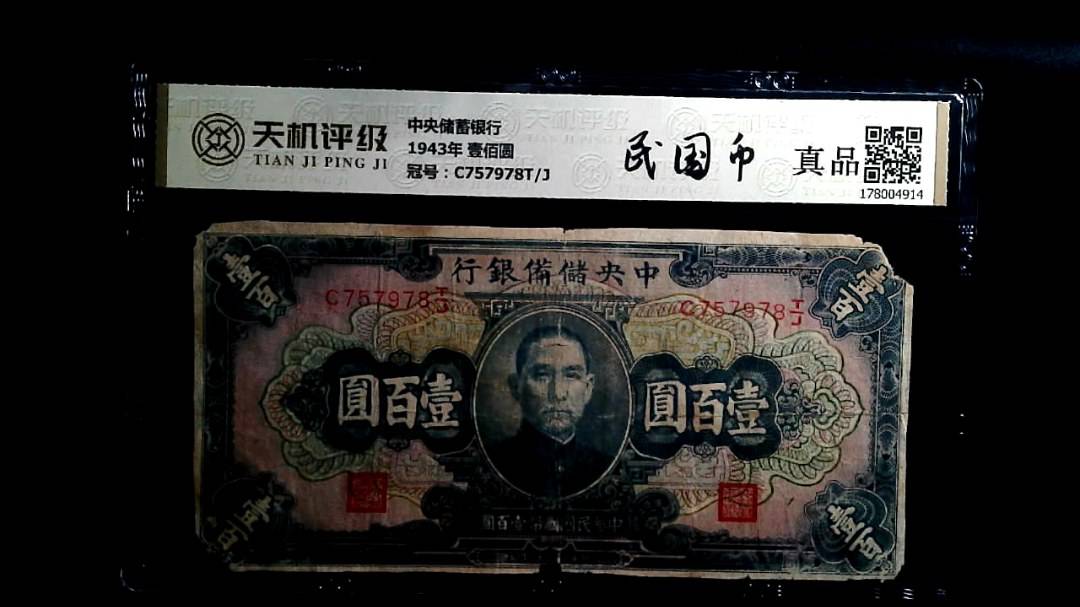 天机评级
TIAN JI PING JI
中央储蓄银行
1943年 壹佰圆
冠号：C757978T/J
民国币
真品
178004914
行銀備儲央中
C757978T/J
C757978T/J
壹百
壹百
圓百壹
圓百壹
壹百
壹百